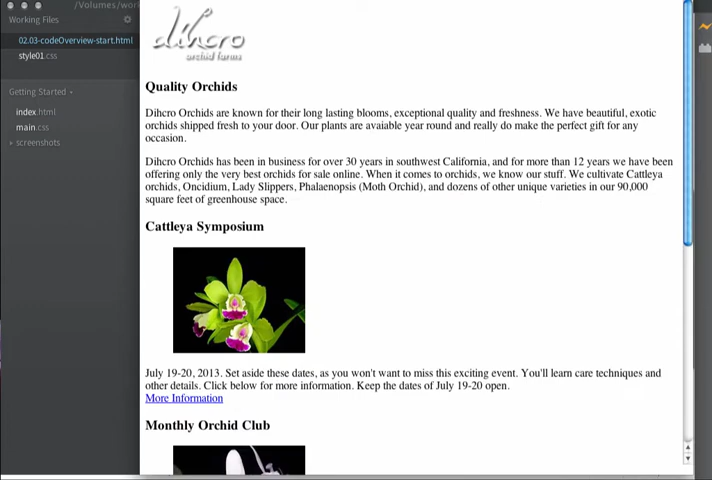 /Volumes/wor
Working Files
02.03-codeOverview-start.html
style01.css
Getting Started
index.html
main.css
screenshots
dihcro
orchid farms
Quality Orchids
Dihcro Orchids are known for their long lasting blooms, exceptional quality and freshness. We have beautiful, exotic
orchids shipped fresh to your door. Our plants are avaiable year round and really do make the perfect gift for any
occasion.
Dihcro Orchids has been in business for over 30 years in southwest California, and for more than 12 years we have been
offering only the very best orchids for sale online. When it comes to orchids, we know our stuff. We cultivate Cattleya
orchids, Oncidium, Lady Slippers, Phalaenopsis (Moth Orchid), and dozens of other unique varieties in our 90,000
square feet of greenhouse space.
Cattleya Symposium
July 19-20, 2013. Set aside these dates, as you won't want to miss this exciting event. You'll learn care techniques and
other details. Click below for more information. Keep the dates of July 19-20 open.
More Information
Monthly Orchid Club